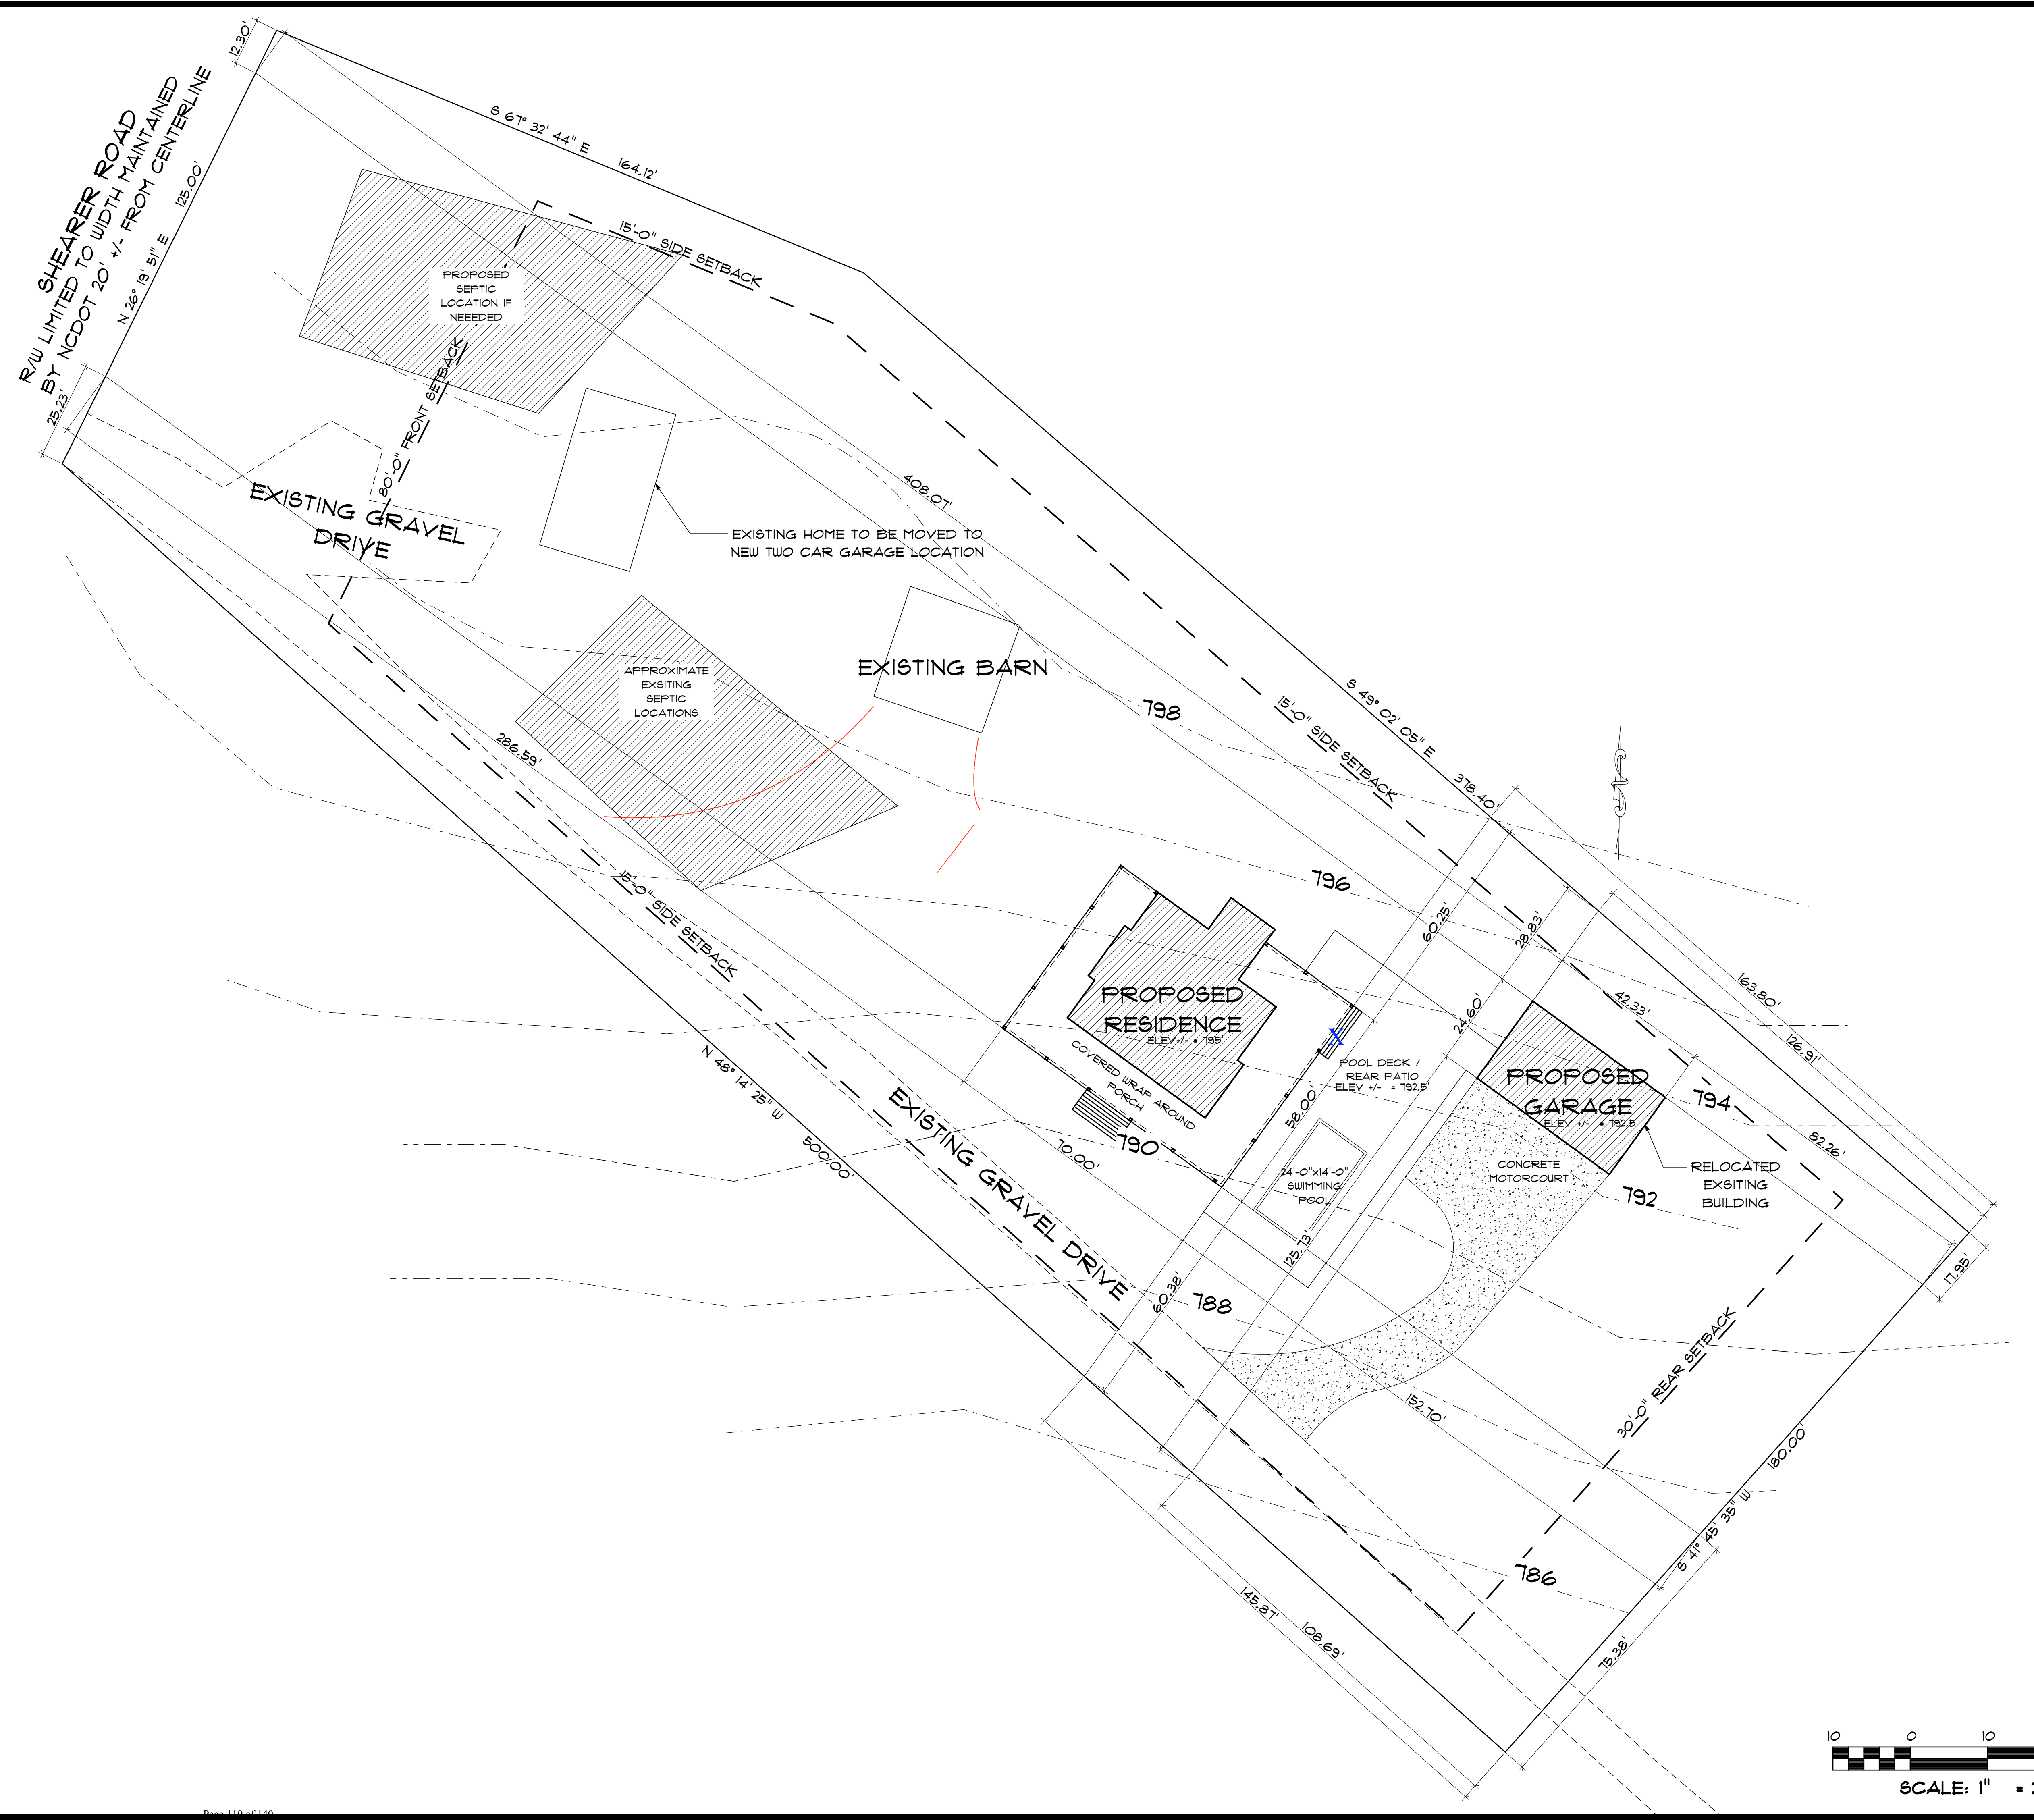 12.30'
SHEARER ROAD
R/W LIMITED TO WIDTH MAINTAINED
BY NCDOT 20' +/- FROM CENTERLINE
N 26° 19' 51" E 125.00'
25.23'
S 67° 32' 44" E 164.12'
15'-0" SIDE SETBACK
PROPOSED
SEPTIC
LOCATION IF
NEEEDED
80'-0" FRONT SETBACK
EXISTING GRAVEL
DRIVE
408.07'
EXISTING HOME TO BE MOVED TO
NEW TWO CAR GARAGE LOCATION
APPROXIMATE
EXSITING
SEPTIC
LOCATIONS
EXISTING BARN
286.59'
798
15'-0" SIDE SETBACK
S 49° 02' 05" E 378.40'
796
15'-0" SIDE SETBACK
60.25'
28.83'
24.60'
42.33'
163.80'
126.91'
82.26'
17.95'
PROPOSED
RESIDENCE
ELEV+/- = 795'
COVERED WRAP AROUND
PORCH
POOL DECK /
REAR PATIO
ELEV +/- = 792.5'
58.00'
PROPOSED
GARAGE
ELEV +/- = 792.5'
794
N 48° 14' 25" W 500.00'
EXISTING GRAVEL DRIVE
70.00'
790
24'-0"x14'-0"
SWIMMING
POOL
CONCRETE
MOTORCOURT
RELOCATED
EXSITING
BUILDING
792
125.73'
60.38'
788
30'-0" REAR SETBACK
152.70'
S 41° 45' 35" W 180.00'
786
145.87'
108.69'
75.38'
10 0 10
SCALE: 1" =
Page 110 of 140